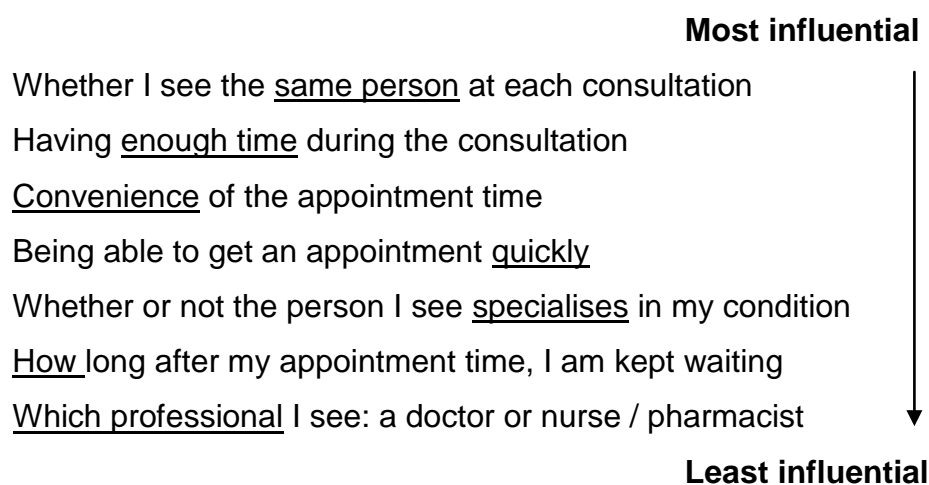 Most influential
Whether I see the same person at each consultation
Having enough time during the consultation
Convenience of the appointment time
Being able to get an appointment quickly
Whether or not the person I see specialises in my condition
How long after my appointment time, I am kept waiting
Which professional I see: a doctor or nurse / pharmacist
Least influential